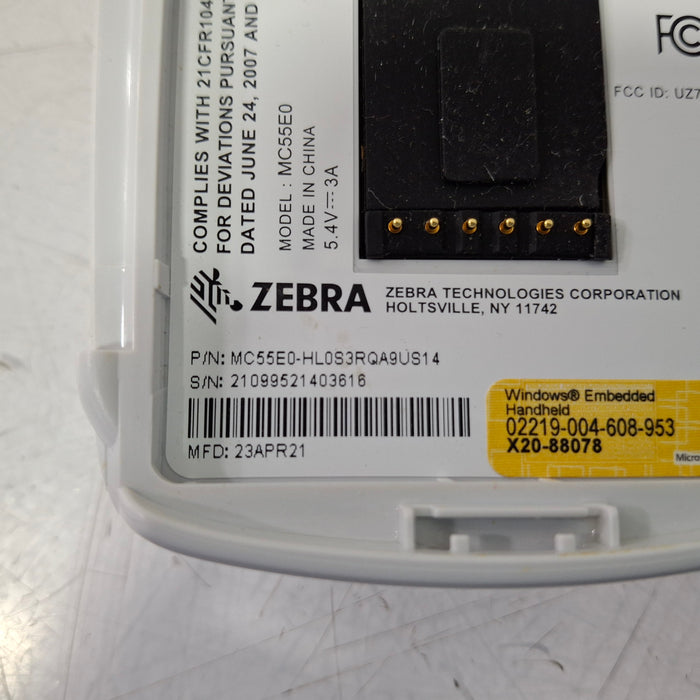 COMPLIES WITH 21CFR104
FOR DEVIATIONS PURSUANT
DATED JUNE 24, 2007 AND
MODEL : MC55E0
MADE IN CHINA
5.4V⎓3A
FC
FCC ID: UZ7
ZEBRA
ZEBRA TECHNOLOGIES CORPORATION
HOLTSVILLE, NY 11742
P/N: MC55E0-HL0S3RQA9US14
S/N: 21099521403616
MFD: 23APR21
Windows® Embedded
Handheld
02219-004-608-953
X20-88078
Micros